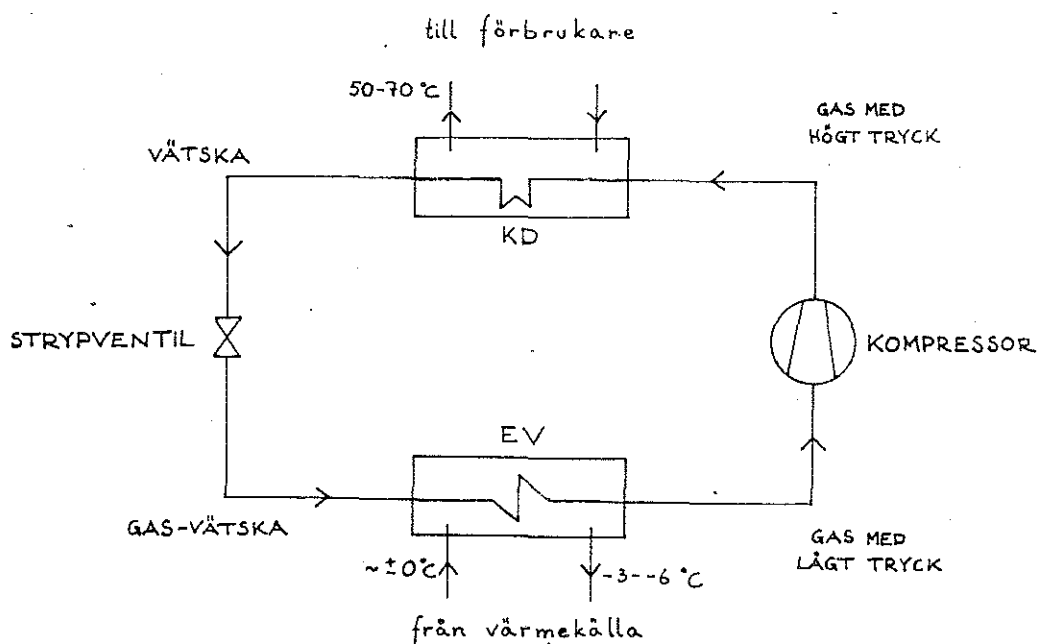 till förbrukare
50-70 °C
GAS MED
HÖGT TRYCK
VÄTSKA
KD
STRYPVENTIL
KOMPRESSOR
EV
GAS-VÄTSKA
GAS MED
LÅGT TRYCK
~ ±0°C
-3--6 °C
från värmekålla